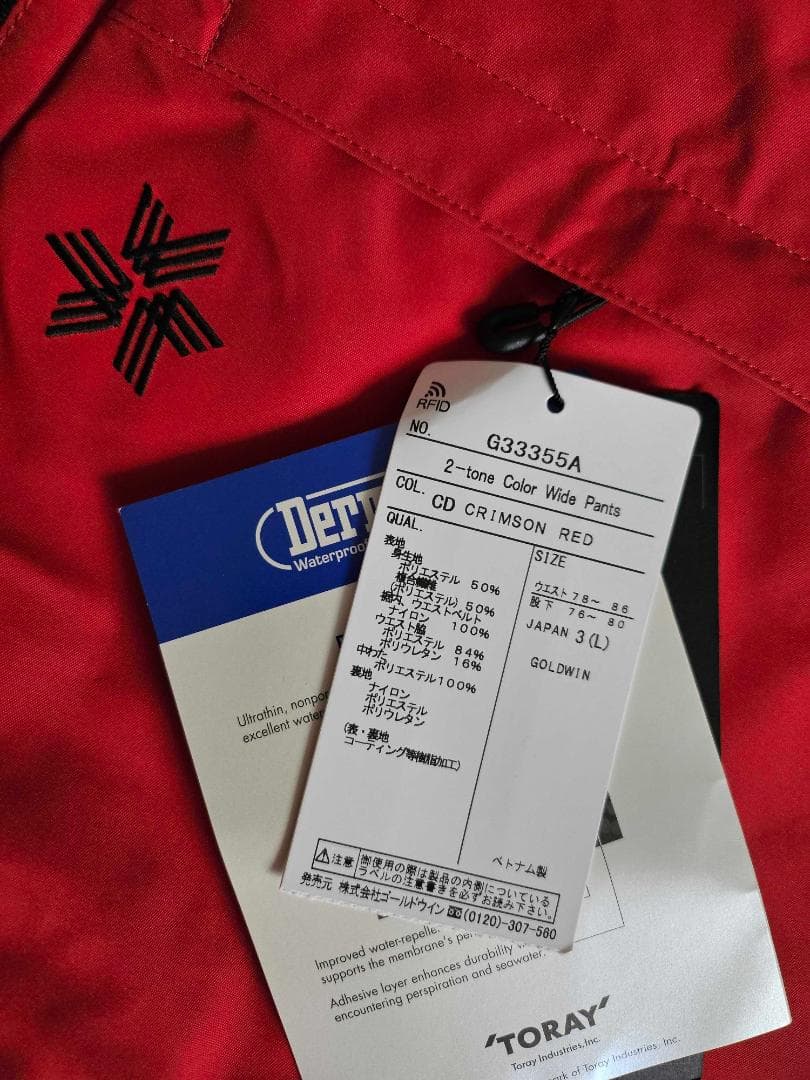 RFID
NO.
G33355A
2-tone Color Wide Pants
COL. CD CRIMSON RED
QUAL.
表地
身生地
ポリエステル 50%
複合繊維
(ポリエステル) 50%
裾内、ウエストベルト
ナイロン 100%
ウエスト脇
ポリエステル 84%
ポリウレタン 16%
中わた
ポリエステル100%
裏地
ナイロン
ポリエステル
ポリウレタン
(表・裏地
コーティング等樹脂加工)
SIZE
ウエスト 78~ 86
股下 76~ 80
JAPAN 3(L)
GOLDWIN
ベトナム製
注意
御使用の際は製品の内側についている
ラベルの注意書きを必ずお読み下さい。
発売元 株式会社ゴールドウイン (0120)-307-560
Waterproof
Ultrathin,
excellent
Improved
supports the membrane's
Adhesive layer enhances durability
encountering perspiration and seawater.
"TORAY"
Toray Industries,Inc.
of Toray Industries, Inc.